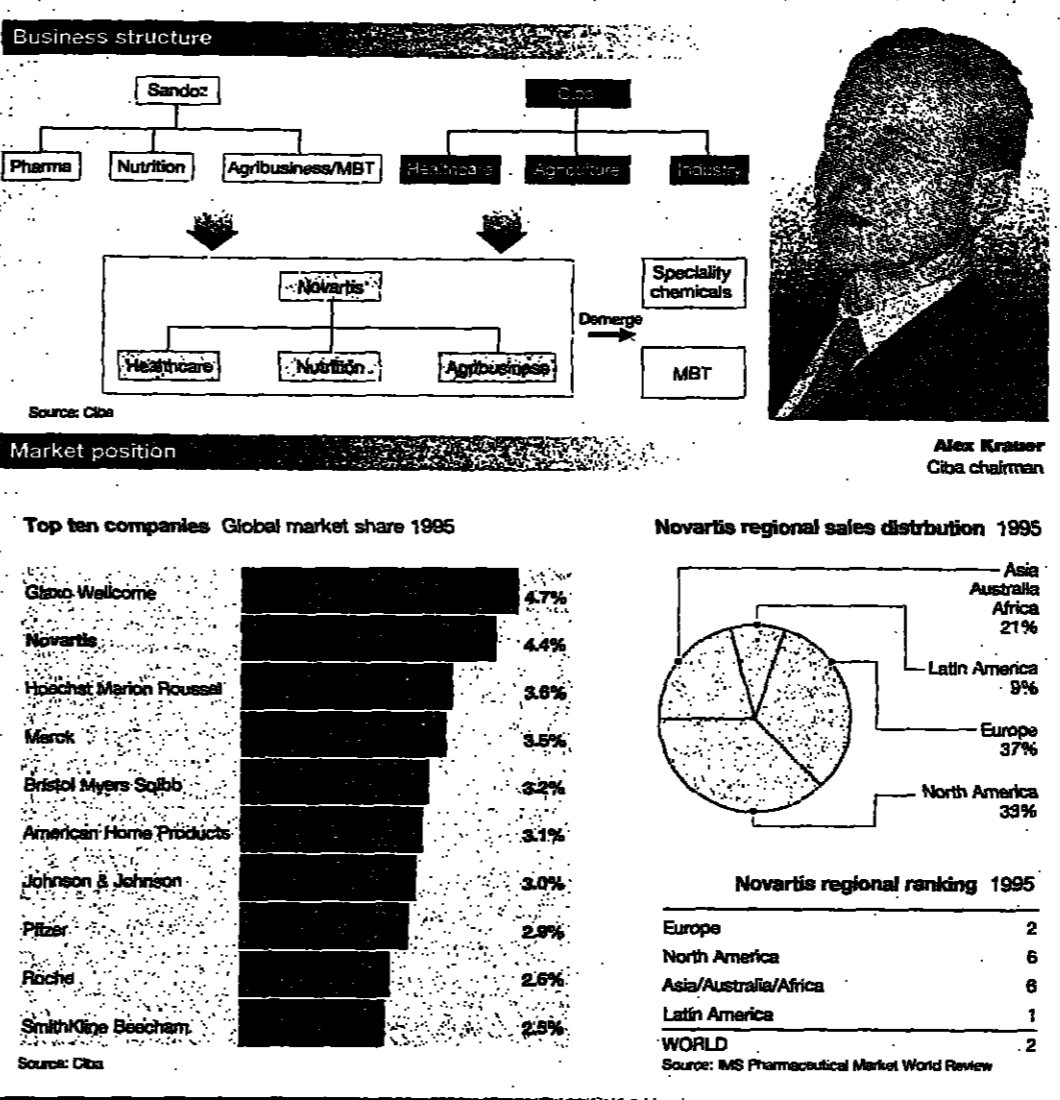 Business structure
Sandoz
Ciba
Pharma
Nutrition
Agribusiness/MBT
Healthcare
Agriculture
Industry
Novartis
Healthcare
Nutrition
Agribusiness
Demerge
Speciality
chemicals
MBT
Source: Ciba
Alex Krauer
Ciba chairman
Market position
Top ten companies Global market share 1995
Glaxo Wellcome 4.7%
Novartis 4.4%
Hoechst Marion Roussel 3.6%
Merck 3.5%
Bristol Myers Sqibb 3.2%
American Home Products 3.1%
Johnson & Johnson 3.0%
Pfizer 2.9%
Roche 2.6%
SmithKline Beecham 2.5%
Source: Ciba
Novartis regional sales distrbution 1995
Asia
Australia
Africa
21%
Latin America
9%
Europe
37%
North America
33%
Novartis regional ranking 1995
Europe 2
North America 6
Asia/Australia/Africa 6
Latin America 1
WORLD 2
Source: IMS Pharmaceutical Market World Review